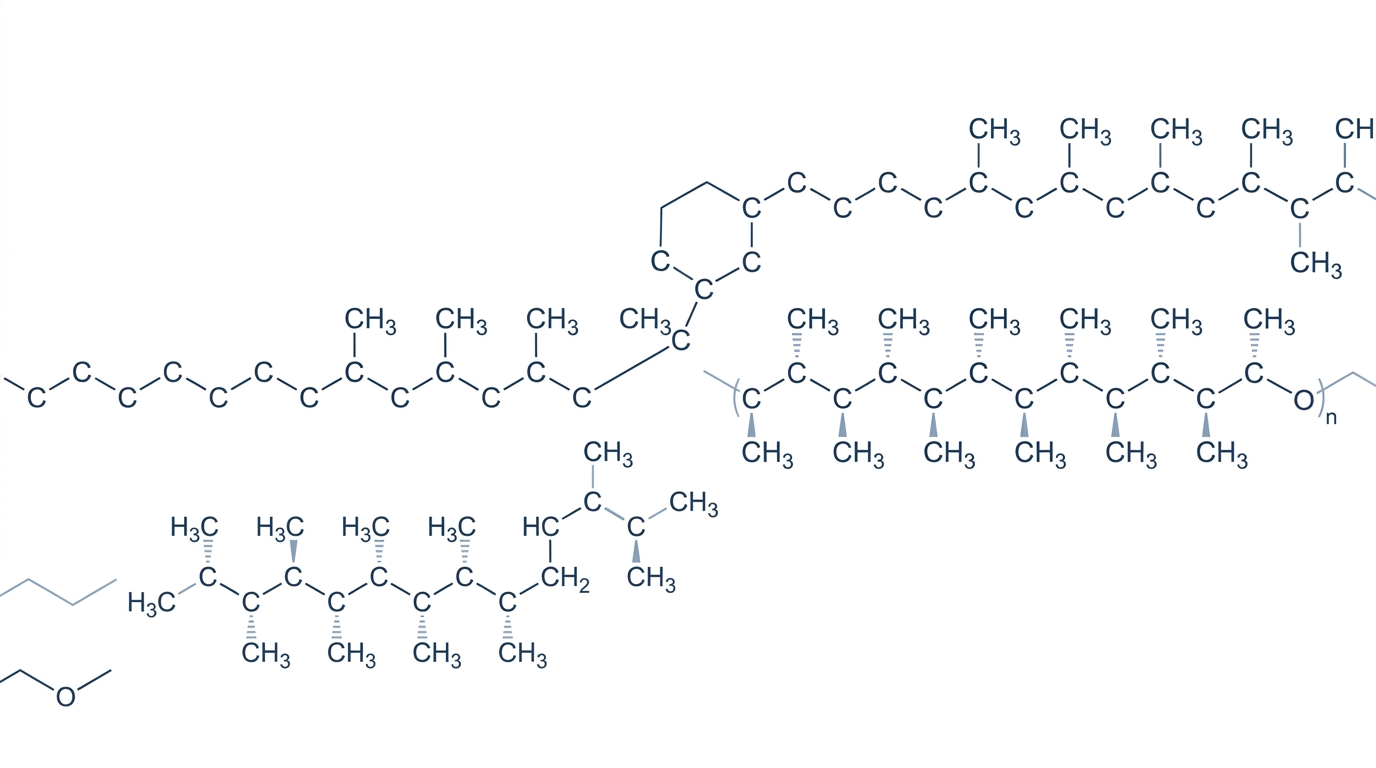 CH₃ CH₃ CH₃ CH₃ CH
C C C C C C C
C C C C C C C
C C CH₃
C
CH₃ CH₃ CH₃ CH₃ CH₃ CH₃ CH₃ CH₃ CH₃ CH₃
C
C C C C C C C C C C C C
C C C C C C C (C C C C C C O)n
CH₃ CH₃ CH₃ CH₃ CH₃ CH₃ CH₃
C CH₃
H₃C H₃C H₃C H₃C HC C
C C C C CH₂ CH₃
H₃C C C C C
CH₃ CH₃ CH₃ CH₃
O